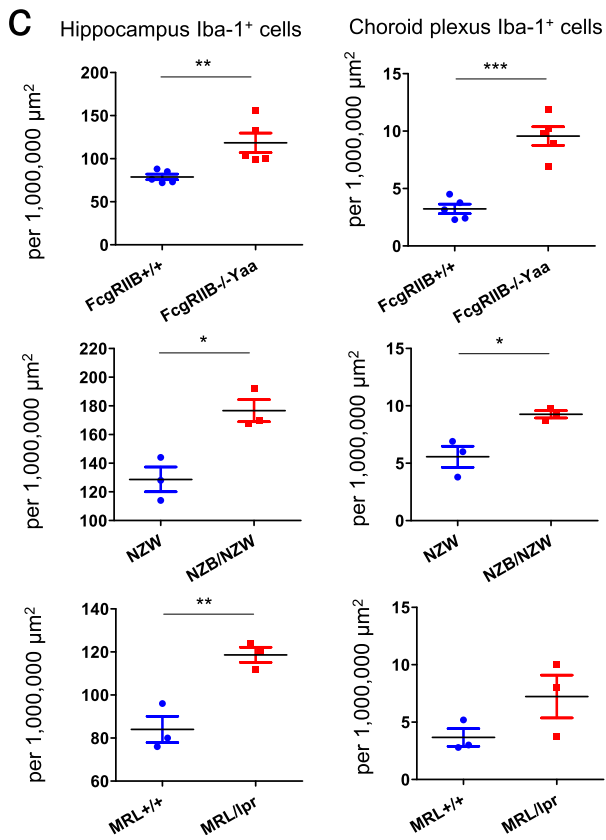 C
Hippocampus Iba-1⁺ cells
Choroid plexus Iba-1⁺ cells
per 1,000,000 µm²
200
150
100
50
0
**
FcgRIIB+/+
FcgRIIB-/-Yaa
per 1,000,000 µm²
15
10
5
0
***
FcgRIIB+/+
FcgRIIB-/-Yaa
per 1,000,000 µm²
220
200
180
160
140
120
100
*
NZW
NZB/NZW
per 1,000,000 µm²
15
10
5
0
*
NZW
NZB/NZW
per 1,000,000 µm²
140
120
100
80
60
**
MRL+/+
MRL/lpr
per 1,000,000 µm²
15
10
5
0
MRL+/+
MRL/lpr